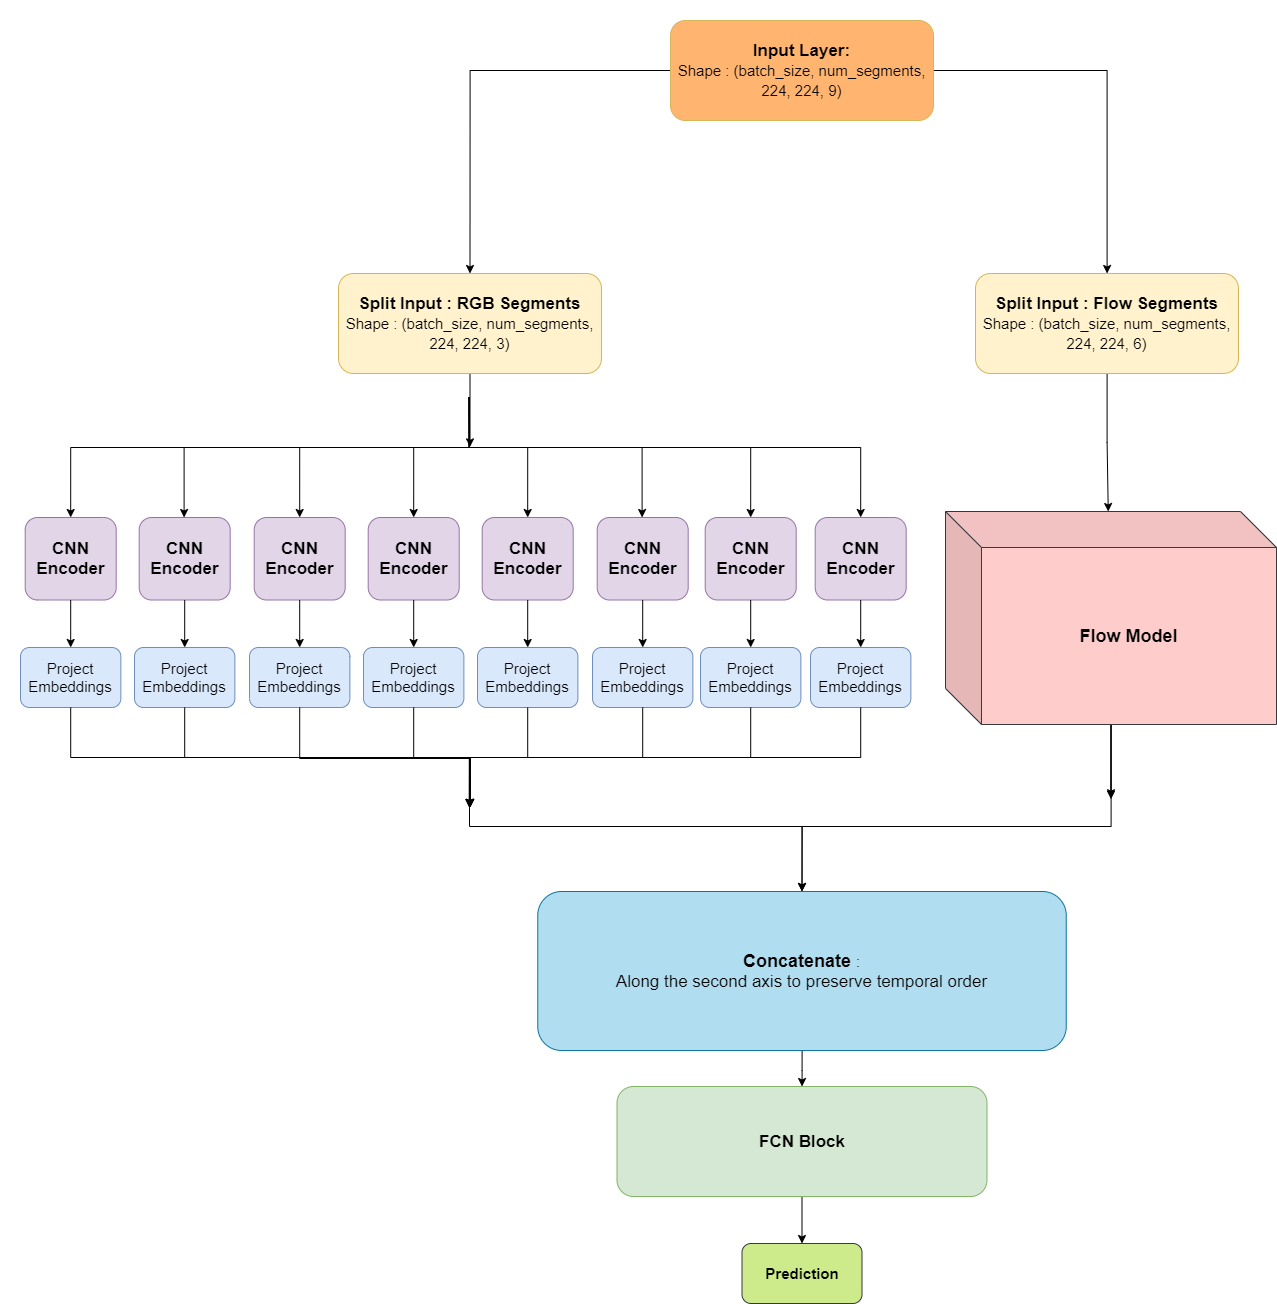 Input Layer:
Shape : (batch_size, num_segments,
224, 224, 9)
Split Input : RGB Segments
Shape : (batch_size, num_segments,
224, 224, 3)
Split Input : Flow Segments
Shape : (batch_size, num_segments,
224, 224, 6)
CNN
Encoder
CNN
Encoder
CNN
Encoder
CNN
Encoder
CNN
Encoder
CNN
Encoder
CNN
Encoder
CNN
Encoder
Flow Model
Project
Embeddings
Project
Embeddings
Project
Embeddings
Project
Embeddings
Project
Embeddings
Project
Embeddings
Project
Embeddings
Project
Embeddings
Concatenate :
Along the second axis to preserve temporal order
FCN Block
Prediction